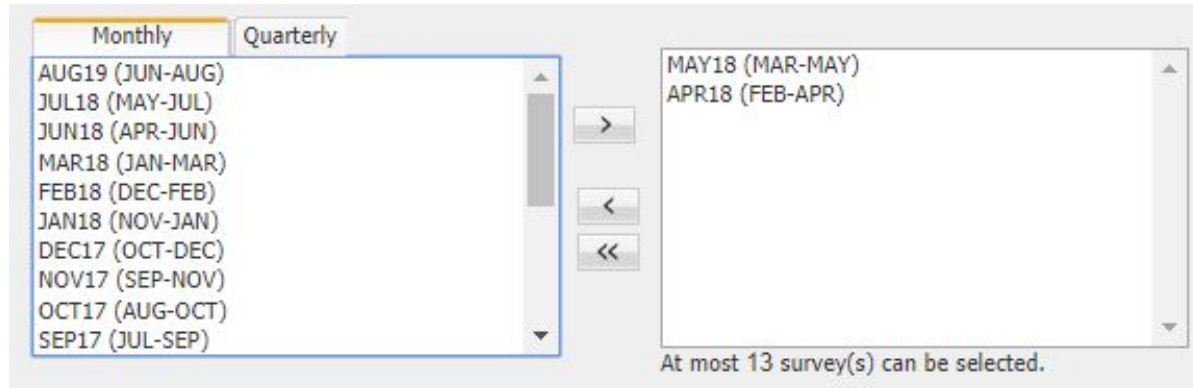 Monthly
Quarterly
AUG19 (JUN-AUG)
JUL18 (MAY-JUL)
JUN18 (APR-JUN)
MAR18 (JAN-MAR)
FEB18 (DEC-FEB)
JAN18 (NOV-JAN)
DEC17 (OCT-DEC)
NOV17 (SEP-NOV)
OCT17 (AUG-OCT)
SEP17 (JUL-SEP)
>
<
<<
MAY18 (MAR-MAY)
APR18 (FEB-APR)
At most 13 survey(s) can be selected.